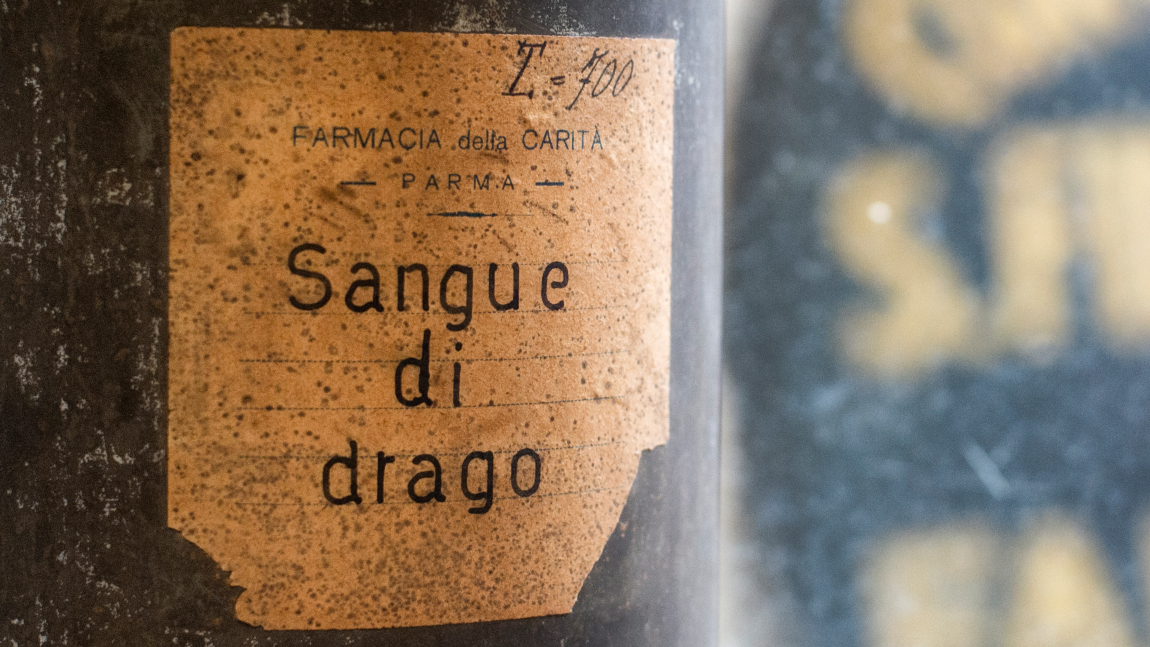 L = 700
FARMACIA della CARITÀ
— PARMA —
Sangue
di
drago